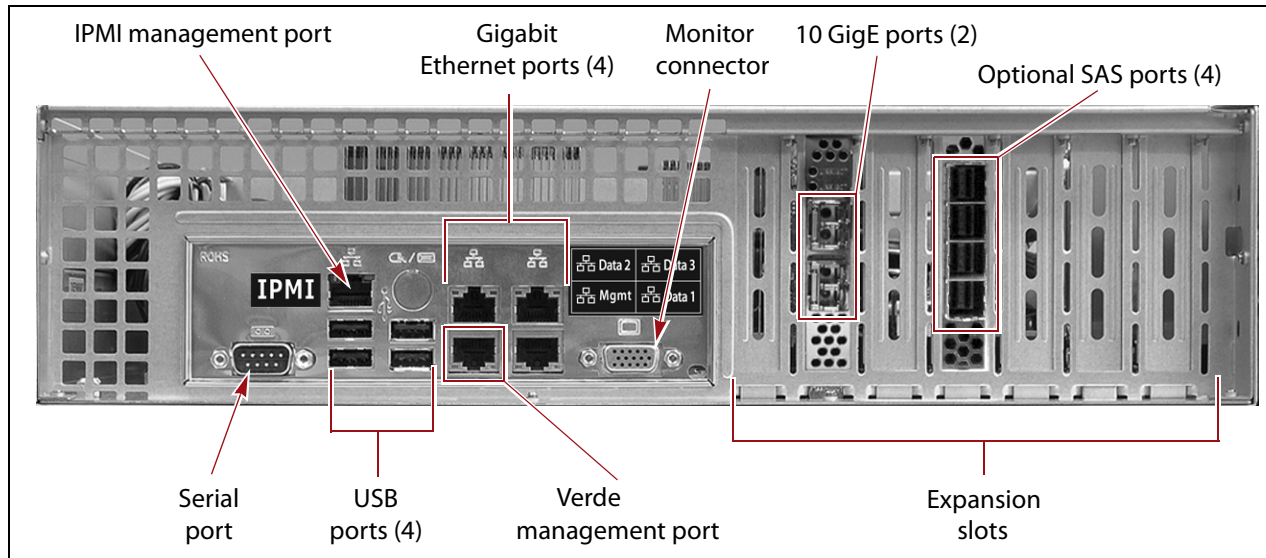 IPMI management port
Gigabit
Ethernet ports (4)
Monitor
connector
10 GigE ports (2)
Optional SAS ports (4)
ROHS
IPMI
Data 2
Data 3
Mgmt
Data 1
Serial
port
USB
ports (4)
Verde
management port
Expansion
slots